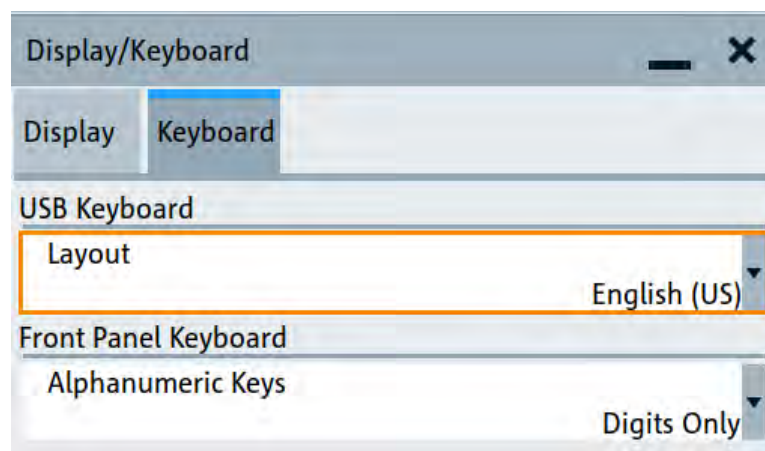 Display/Keyboard
Display Keyboard
USB Keyboard
Layout
English (US)
Front Panel Keyboard
Alphanumeric Keys
Digits Only